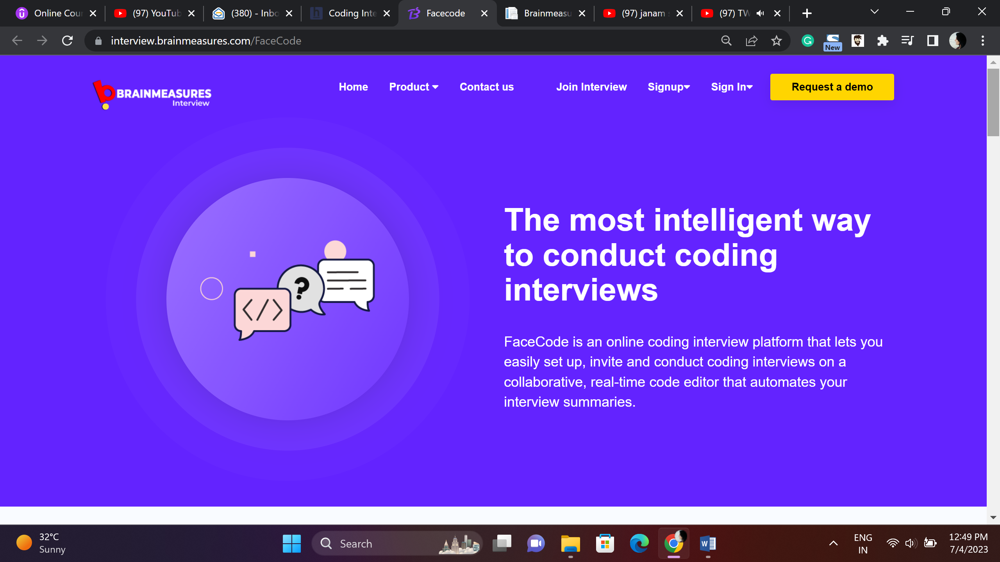 Online Cour
(97) YouTub
(380) - Inbo
Coding Inte
Facecode
Brainmeasu
(97) janam s
(97) TW
interview.brainmeasures.com/FaceCode
New
BRAINMEASURES
Interview
Home
Product
Contact us
Join Interview
Signup
Sign In
Request a demo
The most intelligent way
to conduct coding
interviews
?
</>
FaceCode is an online coding interview platform that lets you
easily set up, invite and conduct coding interviews on a
collaborative, real-time code editor that automates your
interview summaries.
32°C
Sunny
Search
ENG
IN
12:49 PM
7/4/2023